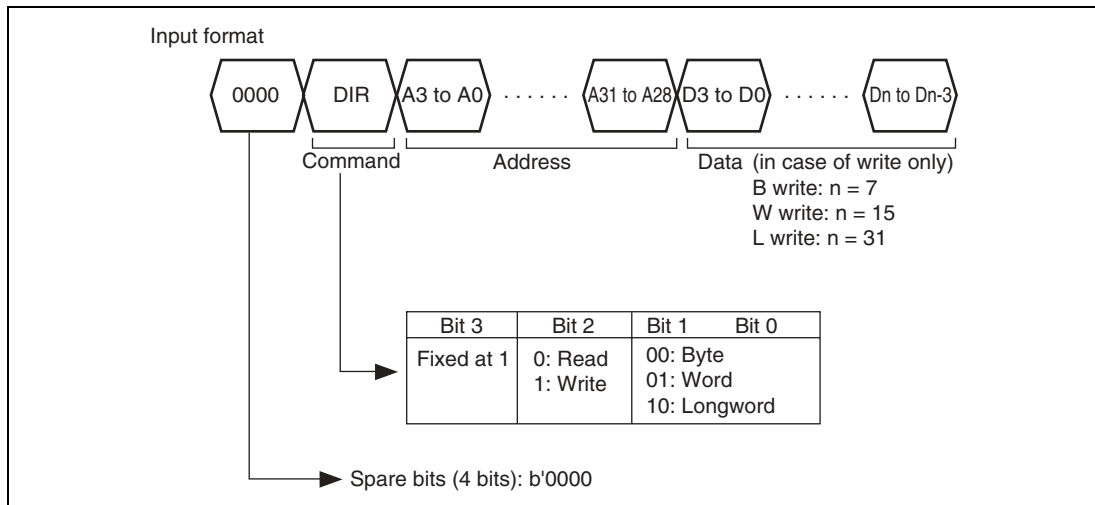 Input format
0000 DIR A3 to A0 · · · · · · A31 to A28 D3 to D0 · · · · · · Dn to Dn-3
Command Address Data (in case of write only)
B write: n = 7
W write: n = 15
L write: n = 31
Bit 3 Bit 2 Bit 1 Bit 0
Fixed at 1 0: Read 00: Byte
1: Write 01: Word
10: Longword
Spare bits (4 bits): b'0000